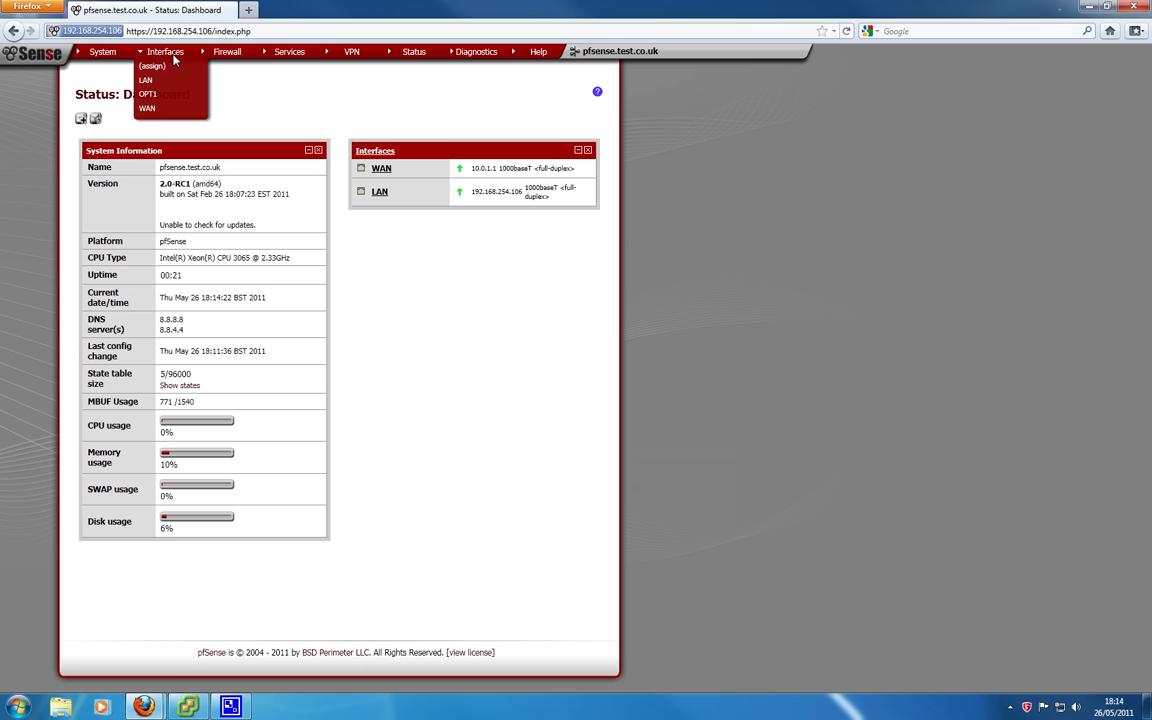 Firefox
pfsense.test.co.uk - Status: Dashboard
192.168.254.106 https://192.168.254.106/index.php
Google
Sense System Interfaces Firewall Services VPN Status Diagnostics Help pfsense.test.co.uk
(assign)
LAN
OPT1
WAN
Status: Da
System Information
Name pfsense.test.co.uk
Version 2.0-RC1 (amd64)
built on Sat Feb 26 18:07:23 EST 2011
Unable to check for updates.
Platform pfSense
CPU Type Intel(R) Xeon(R) CPU 3065 @ 2.33GHz
Uptime 00:21
Current date/time Thu May 26 18:14:22 BST 2011
DNS server(s) 8.8.8.8
8.8.4.4
Last config change Thu May 26 18:11:36 BST 2011
State table size 5/96000
Show states
MBUF Usage 771 /1540
CPU usage
0%
Memory usage
10%
SWAP usage
0%
Disk usage
6%
Interfaces
WAN 10.0.1.1 1000baseT <full-duplex>
LAN 192.168.254.106 1000baseT <full-
duplex>
pfSense is © 2004 - 2011 by BSD Perimeter LLC. All Rights Reserved. [view license]
18:14
26/05/2011